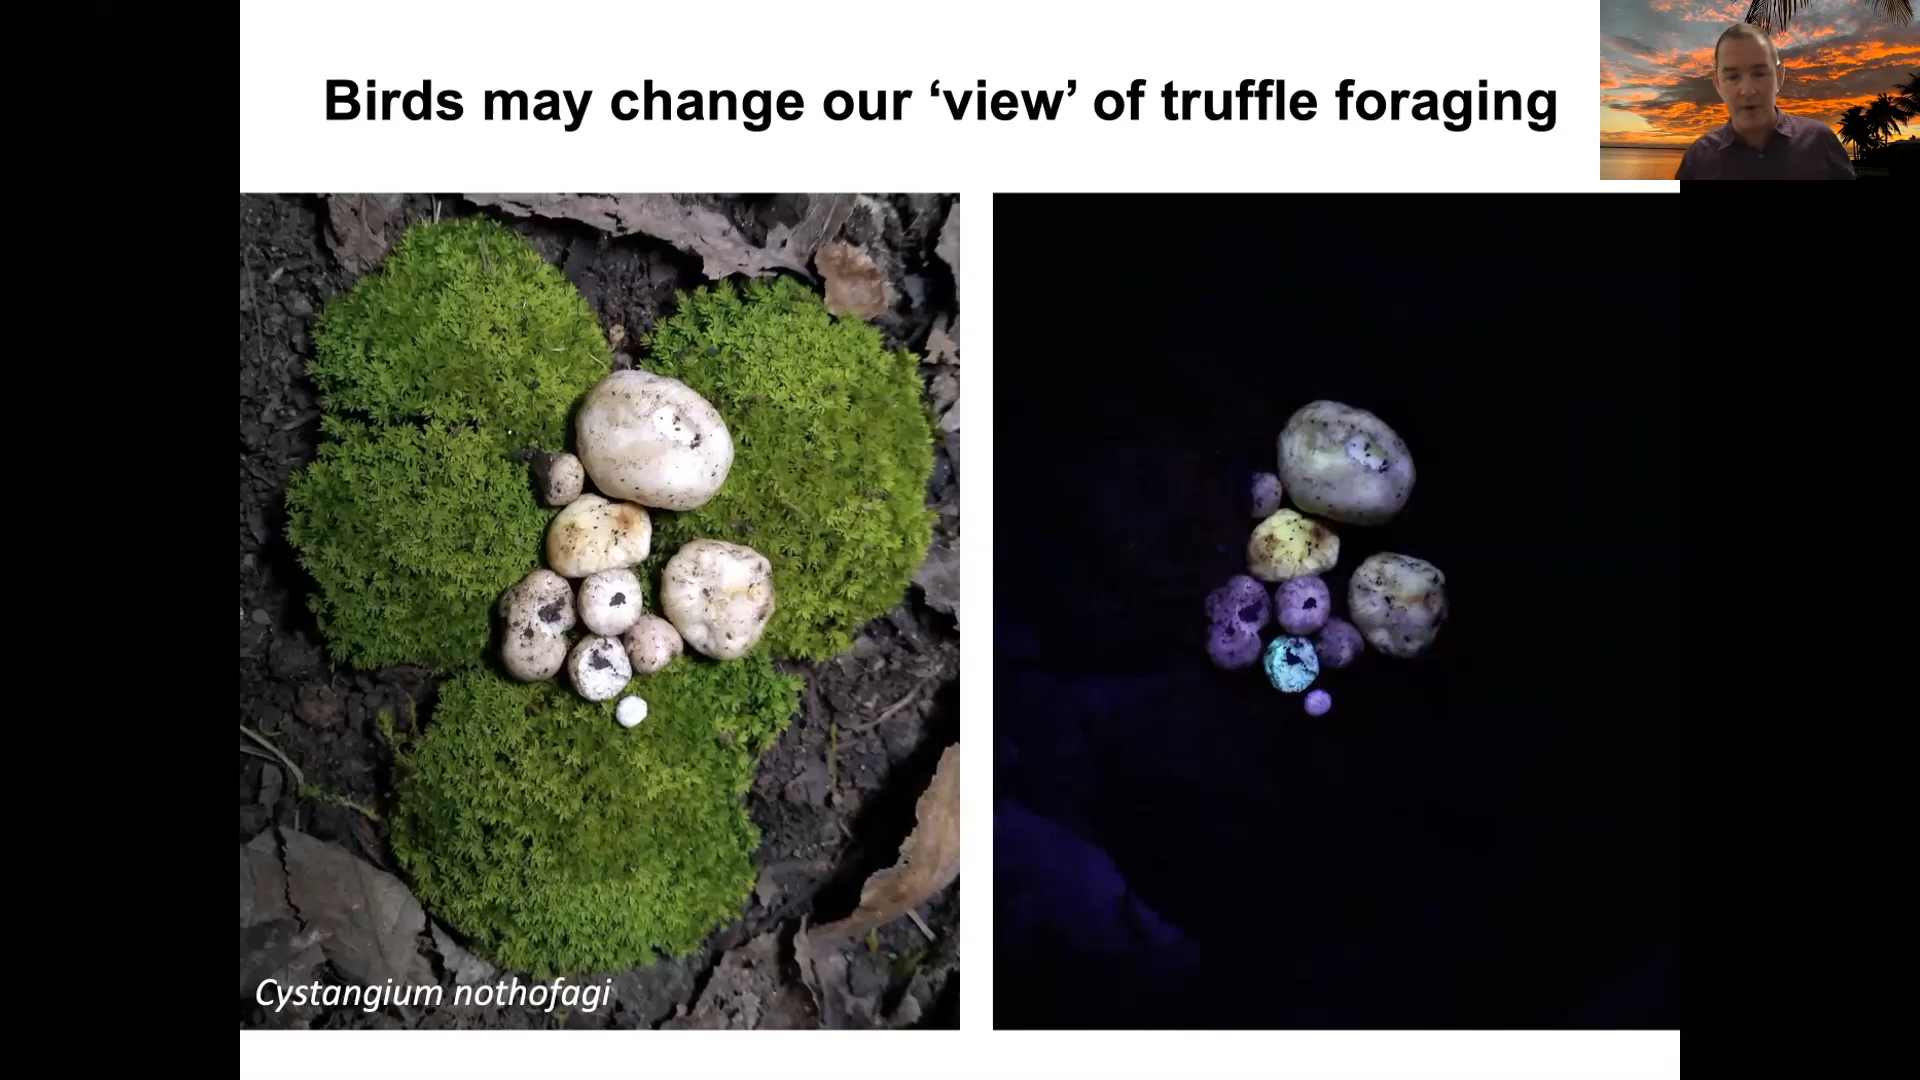 Birds may change our ‘view’ of truffle foraging
Cystangium nothofagi